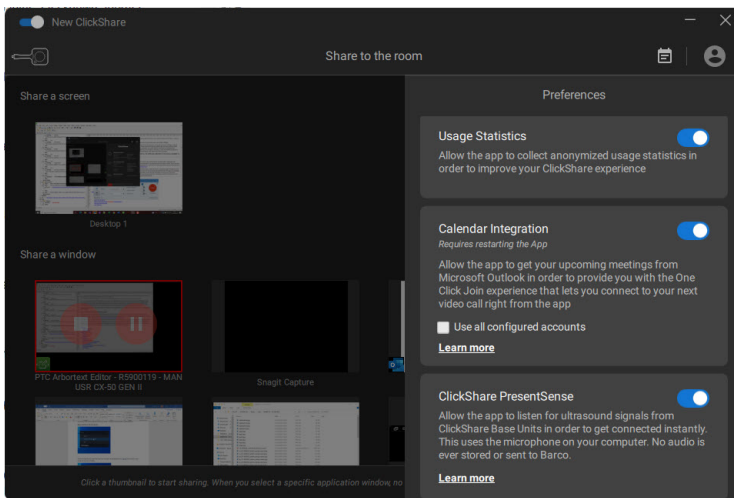 New ClickShare
Share to the room
Share a screen
Preferences
Usage Statistics
Allow the app to collect anonymized usage statistics in
order to improve your ClickShare experience
Desktop 1
Calendar Integration
Requires restarting the App
Share a window
Allow the app to get your upcoming meetings from
Microsoft Outlook in order to provide you with the One
Click Join experience that lets you connect to your next
video call right from the app
Use all configured accounts
Learn more
PTC Arbortext Editor - R5900119 - MAN
USR CX-50 GEN II
Snagit Capture
ClickShare PresentSense
Allow the app to listen for ultrasound signals from
ClickShare Base Units in order to get connected instantly.
This uses the microphone on your computer. No audio is
ever stored or sent to Barco.
Learn more
Click a thumbnail to start sharing. When you select a specific application window, no